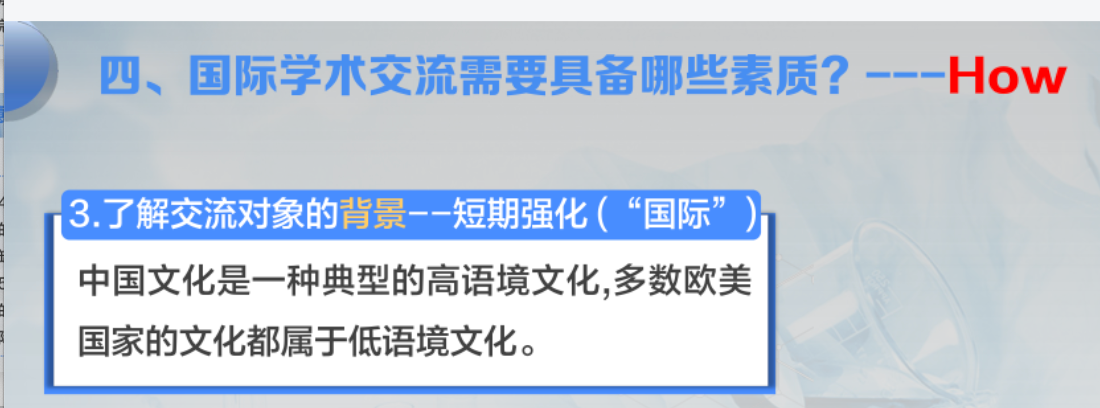 四、国际学术交流需要具备哪些素质？---How
3.了解交流对象的背景--短期强化(“国际”)
中国文化是一种典型的高语境文化,多数欧美
国家的文化都属于低语境文化。